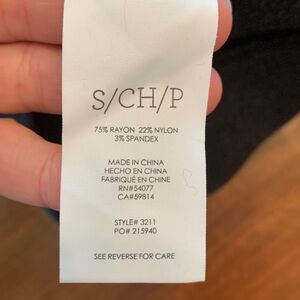 S/CH/P
75% RAYON 22% NYLON
3% SPANDEX
MADE IN CHINA
HECHO EN CHINA
FABRIQUÉ EN CHINE
RN#54077
CA#59814
STYLE# 3211
PO# 215940
SEE REVERSE FOR CARE